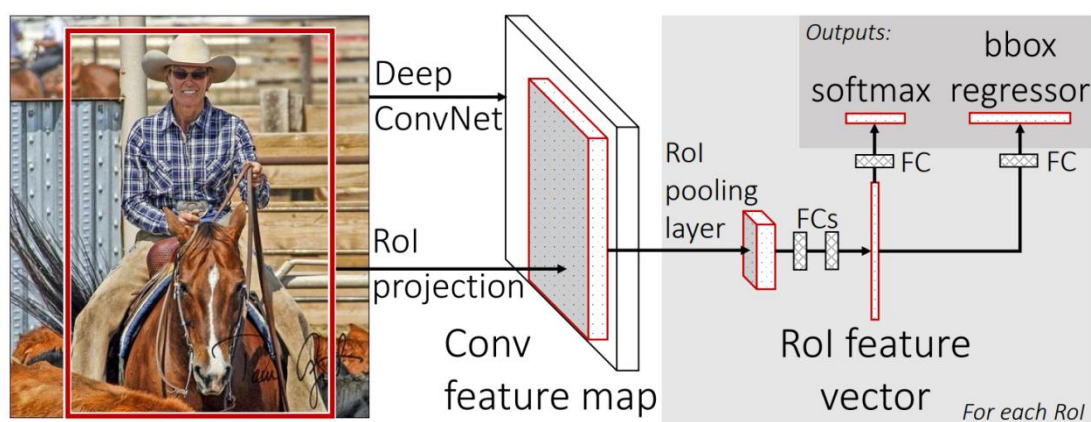 Deep
ConvNet
RoI
projection
Conv
feature map
RoI
pooling
layer
FCs
RoI feature
vector
For each RoI
Outputs:
softmax
bbox
regressor
FC
FC